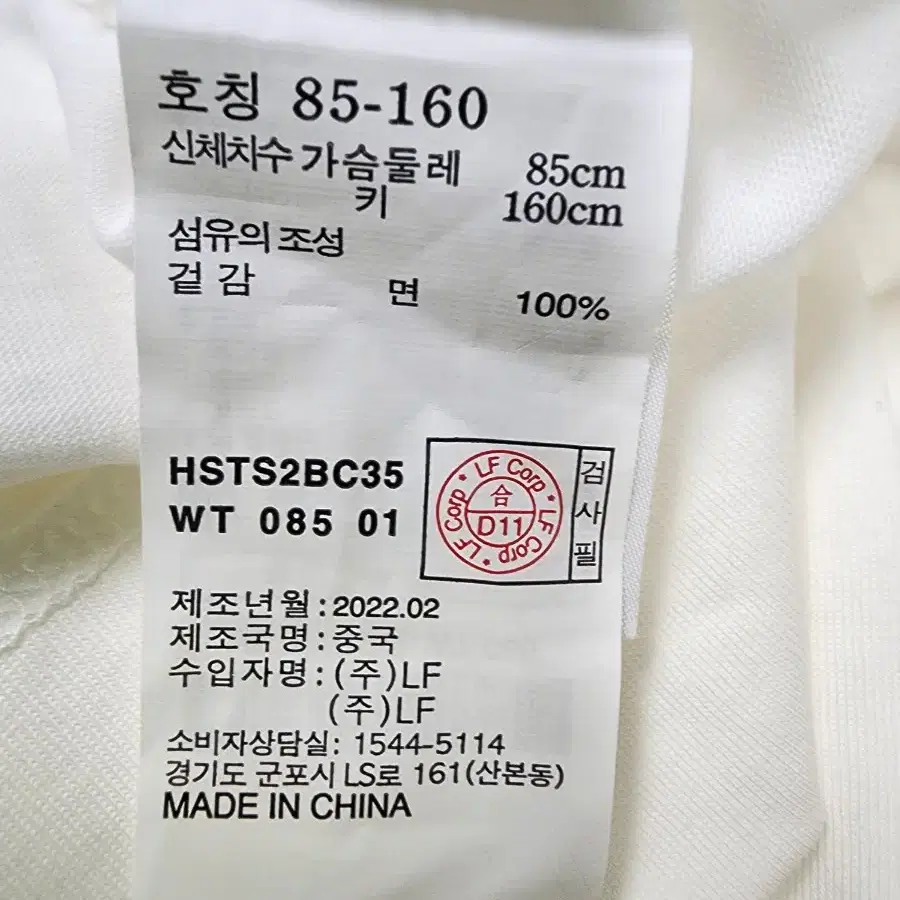 호칭 85-160
신체치수 가슴둘레 85cm
키 160cm
섬유의 조성
겉감 면 100%
HSTS2BC35
WT 085 01
LF Corp * LF Corp * LF Corp *
合
D11
검사필
제조년월:2022.02
제조국명:중국
수입자명:(주)LF
(주)LF
소비자상담실: 1544-5114
경기도 군포시 LS로 161(산본동)
MADE IN CHINA